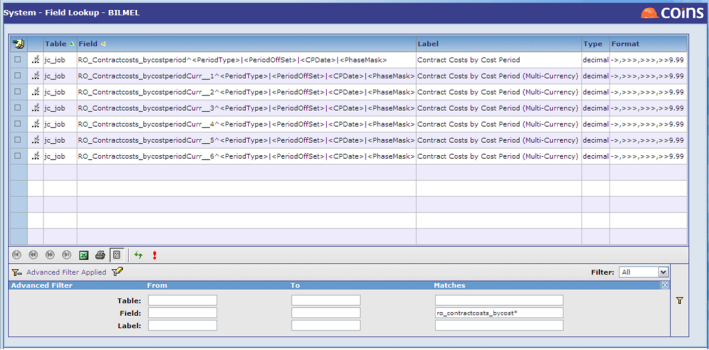 System - Field Lookup - BILMEL
COINS
Table Field Label Type Format
jc_job RO_Contractcosts_bycostperiod^<PeriodType>|<PeriodOffSet>|<CPDate>|<PhaseMask> Contract Costs by Cost Period decimal ->,>>>,>>>,>>9.99
jc_job RO_Contractcosts_bycostperiodCurr__1^<PeriodType>|<PeriodOffSet>|<CPDate>|<PhaseMask> Contract Costs by Cost Period (Multi-Currency) decimal ->,>>>,>>>,>>9.99
jc_job RO_Contractcosts_bycostperiodCurr__2^<PeriodType>|<PeriodOffSet>|<CPDate>|<PhaseMask> Contract Costs by Cost Period (Multi-Currency) decimal ->,>>>,>>>,>>9.99
jc_job RO_Contractcosts_bycostperiodCurr__3^<PeriodType>|<PeriodOffSet>|<CPDate>|<PhaseMask> Contract Costs by Cost Period (Multi-Currency) decimal ->,>>>,>>>,>>9.99
jc_job RO_Contractcosts_bycostperiodCurr__4^<PeriodType>|<PeriodOffSet>|<CPDate>|<PhaseMask> Contract Costs by Cost Period (Multi-Currency) decimal ->,>>>,>>>,>>9.99
jc_job RO_Contractcosts_bycostperiodCurr__5^<PeriodType>|<PeriodOffSet>|<CPDate>|<PhaseMask> Contract Costs by Cost Period (Multi-Currency) decimal ->,>>>,>>>,>>9.99
jc_job RO_Contractcosts_bycostperiodCurr__6^<PeriodType>|<PeriodOffSet>|<CPDate>|<PhaseMask> Contract Costs by Cost Period (Multi-Currency) decimal ->,>>>,>>>,>>9.99
Advanced Filter Applied Filter: All
Advanced Filter From To Matches
Table:
Field: ro_contractcosts_bycost*
Label: